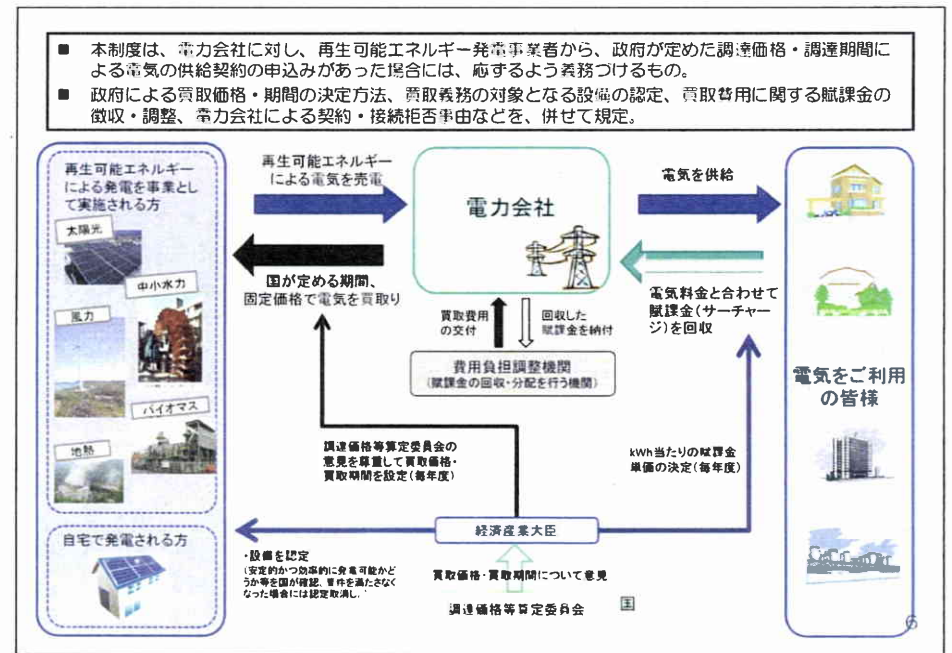 ■ 本制度は、電力会社に対し、再生可能エネルギー発電事業者から、政府が定めた調達価格・調達期間に
よる電気の供給契約の申込みがあった場合には、応ずるよう義務づけるもの。
■ 政府による買取価格・期間の決定方法、買取義務の対象となる設備の認定、買取費用に関する賦課金の
徴収・調整、電力会社による契約・接続拒否事由などを、併せて規定。
再生可能エネルギー
による発電を事業とし
て実施される方
太陽光
中小水力
風力
バイオマス
地熱
自宅で発電される方
再生可能エネルギー
による電気を売電
国が定める期間、
固定価格で電気を買取り
電力会社
買取費用
の交付
回収した
賦課金を納付
費用負担調整機関
(賦課金の回収・分配を行う機関)
電気を供給
電気料金と合わせて
賦課金(サーチャー
ジ)を回収
電気をご利用
の皆様
調達価格等算定委員会の
意見を尊重して買取価格・
買取期間を設定(毎年度)
kWh当たりの賦課金
単価の決定(毎年度)
経済産業大臣
・設備を認定
(安定的かつ効率的に発電可能かど
うか等を国が確認、要件を満たさなく
なった場合には認定取消し。
買取価格・買取期間について意見
調達価格等算定委員会
国
6